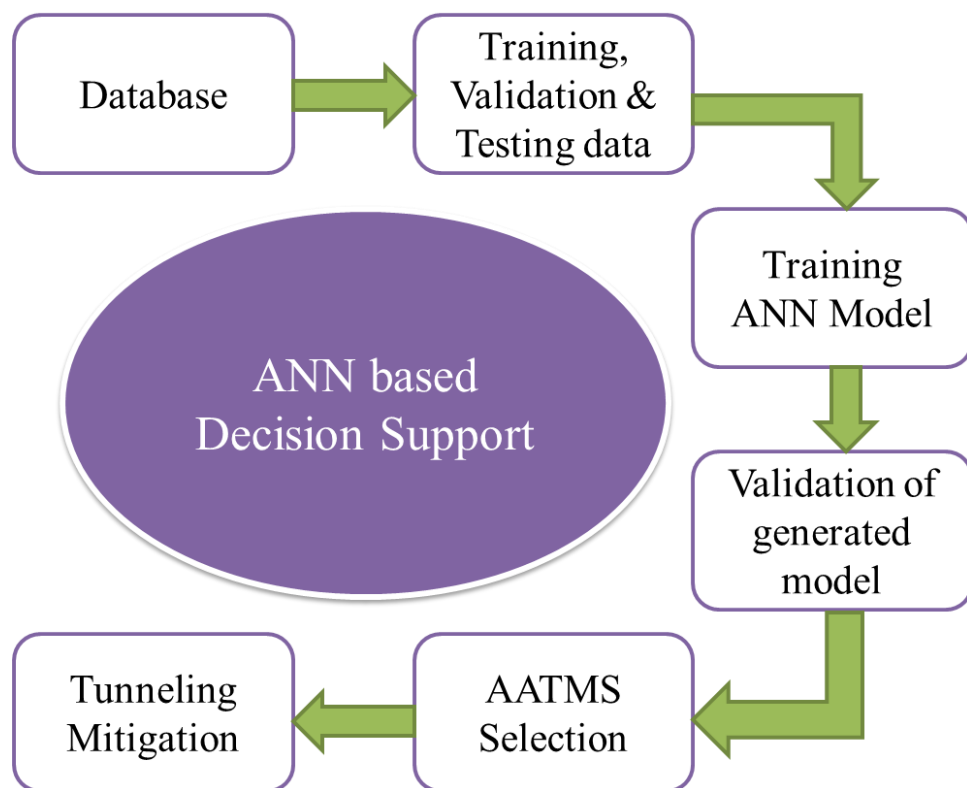 Database
Training,
Validation &
Testing data
Training
ANN Model
ANN based
Decision Support
Validation of
generated
model
AATMS
Selection
Tunneling
Mitigation